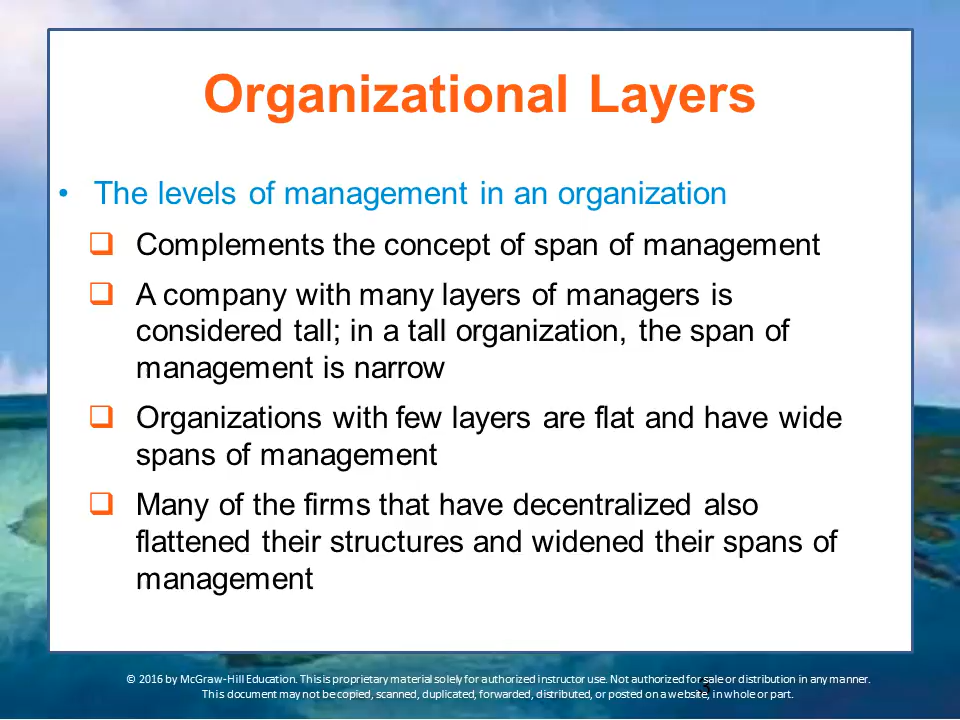 Organizational Layers
• The levels of management in an organization
❑ Complements the concept of span of management
❑ A company with many layers of managers is
considered tall; in a tall organization, the span of
management is narrow
❑ Organizations with few layers are flat and have wide
spans of management
❑ Many of the firms that have decentralized also
flattened their structures and widened their spans of
management
© 2016 by McGraw-Hill Education. This is proprietary material solely for authorized instructor use. Not authorized for sale or distribution in any manner.
This document may not be copied, scanned, duplicated, forwarded, distributed, or posted on a website, in whole or part.